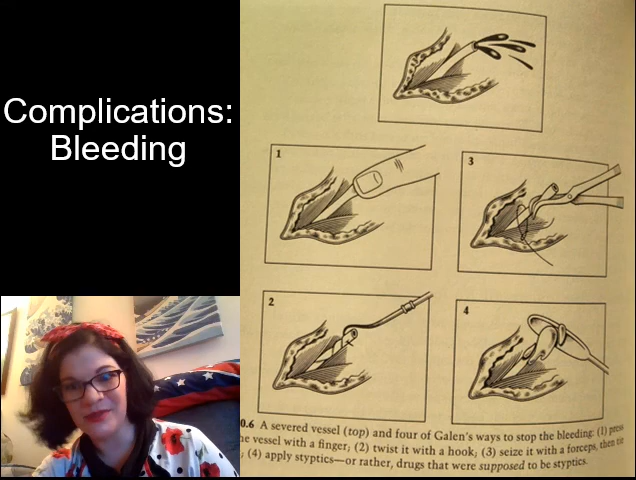 Complications:
Bleeding
1
3
2
4
0.6 A severed vessel (top) and four of Galen's ways to stop the bleeding: (1) press
he vessel with a finger; (2) twist it with a hook; (3) seize it with a forceps, then tie
; (4) apply styptics—or rather, drugs that were supposed to be styptics.